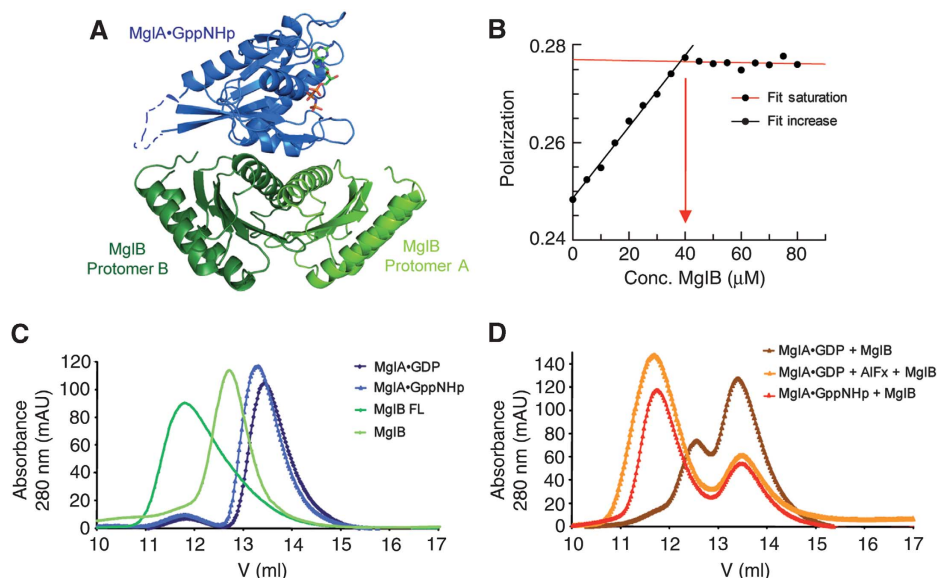 A
MglA•GppNHp
MglB
Protomer B
MglB
Protomer A
B
0.28
0.26
0.24
Polarization
Fit saturation
Fit increase
0
20
40
60
80
Conc. MglB (μM)
C
120
100
80
60
40
20
0
Absorbance
280 nm (mAU)
MglA•GDP
MglA•GppNHp
MglB FL
MglB
10
11
12
13
14
15
16
17
V (ml)
D
140
120
100
80
60
40
20
0
Absorbance
280 nm (mAU)
MglA•GDP + MglB
MglA•GDP + AlFx + MglB
MglA•GppNHp + MglB
10
11
12
13
14
15
16
17
V (ml)